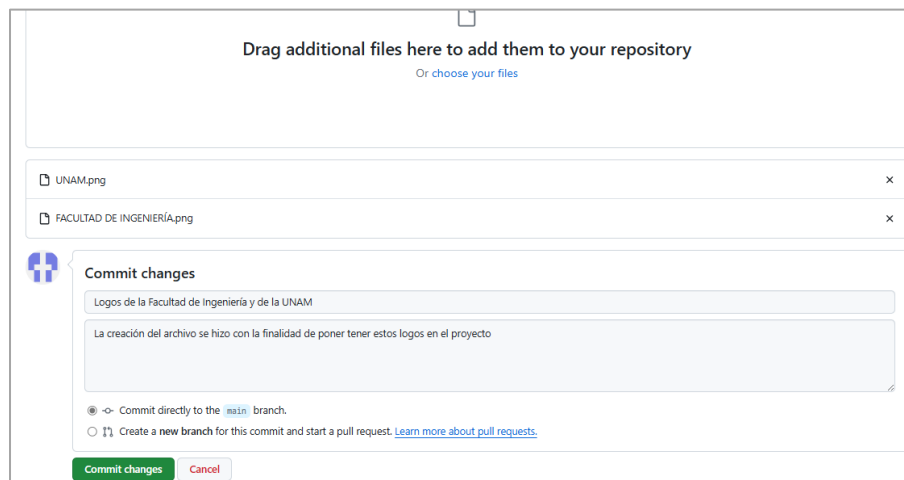 Drag additional files here to add them to your repository
Or choose your files
UNAM.png
FACULTAD DE INGENIERÍA.png
Commit changes
Logos de la Facultad de Ingeniería y de la UNAM
La creación del archivo se hizo con la finalidad de poner tener estos logos en el proyecto
Commit directly to the main branch.
Create a new branch for this commit and start a pull request. Learn more about pull requests.
Commit changes Cancel